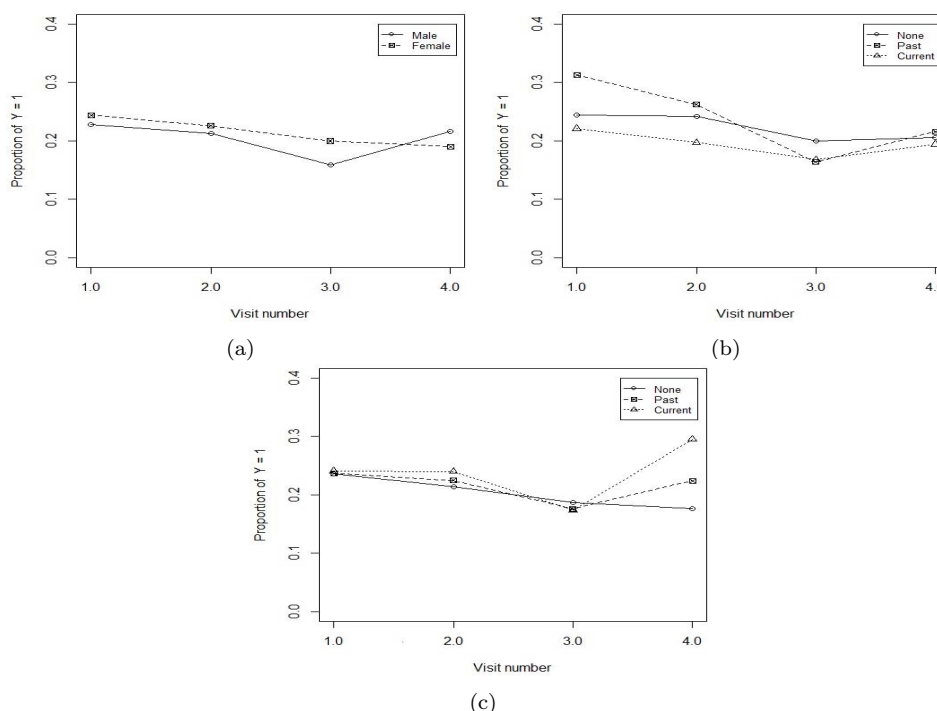 0.4
0.3
0.2
0.1
0.0
Proportion of Y = 1
Male
Female
1.0 2.0 3.0 4.0
Visit number
(a)
0.4
0.3
0.2
0.1
0.0
Proportion of Y = 1
None
Past
Current
1.0 2.0 3.0 4.
Visit number
(b)
0.4
0.3
0.2
0.1
0.0
Proportion of Y = 1
None
Past
Current
1.0 2.0 3.0 4.0
Visit number
(c)